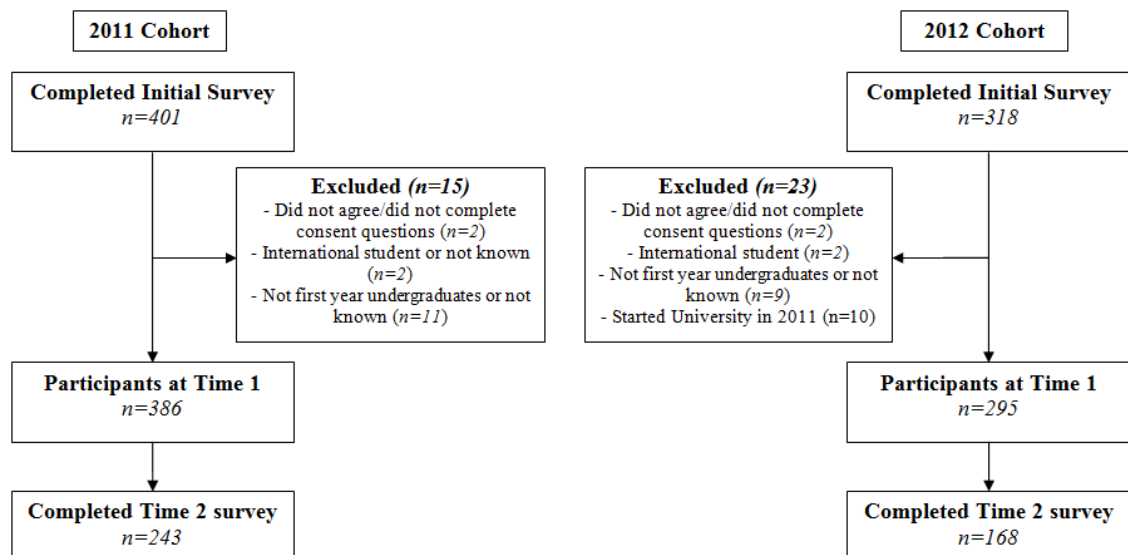 2011 Cohort
Completed Initial Survey
n=401
Excluded (n=15)
- Did not agree/did not complete
consent questions (n=2)
- International student or not known
(n=2)
- Not first year undergraduates or not
known (n=11)
Participants at Time 1
n=386
Completed Time 2 survey
n=243
2012 Cohort
Completed Initial Survey
n=318
Excluded (n=23)
- Did not agree/did not complete
consent questions (n=2)
- International student (n=2)
- Not first year undergraduates or not
known (n=9)
- Started University in 2011 (n=10)
Participants at Time 1
n=295
Completed Time 2 survey
n=168